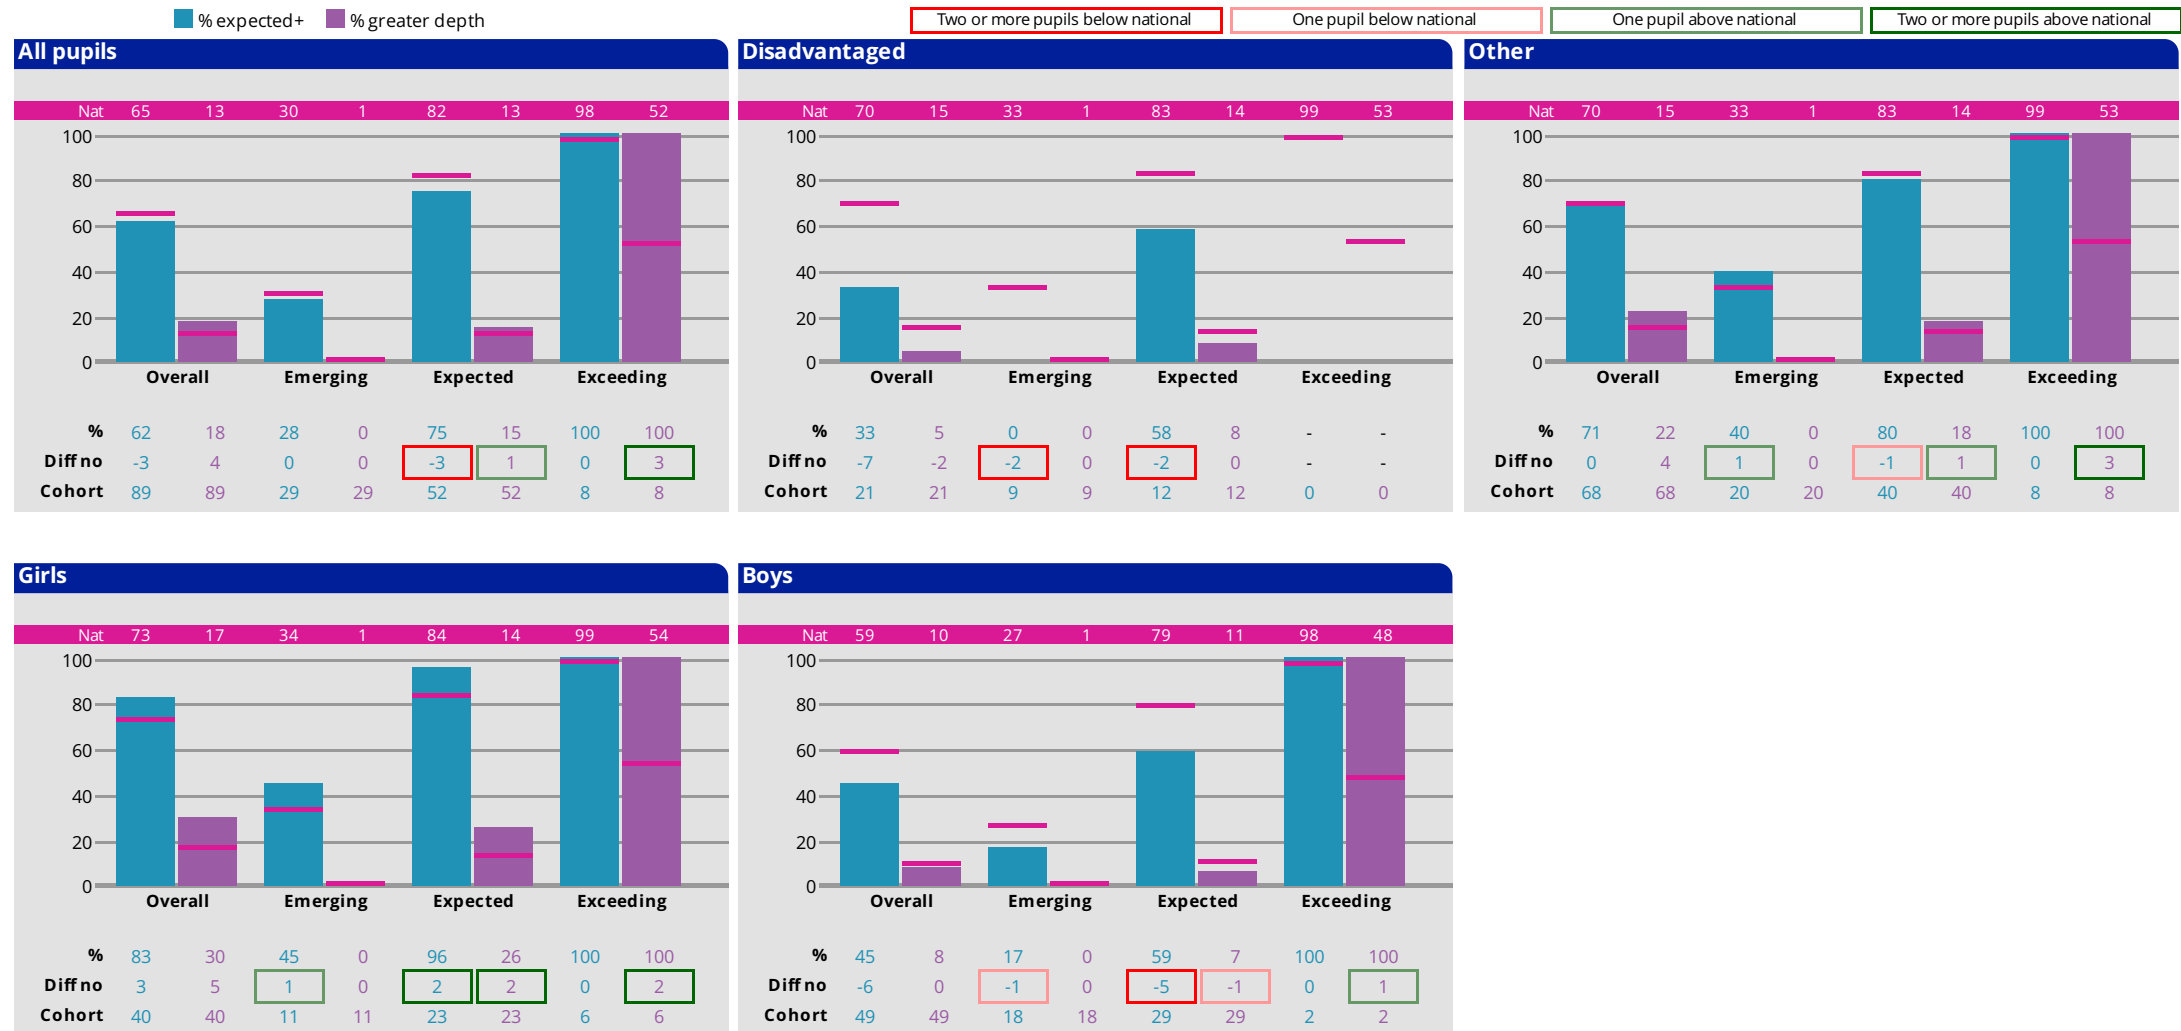 % expected+ % greater depth
Two or more pupils below national One pupil below national One pupil above national Two or more pupils above national
All pupils
Nat 65 13 30 1 82 13 98 52
100
80
60
40
20
0
Overall Emerging Expected Exceeding
% 62 18 28 0 75 15 100 100
Diff no -3 4 0 0 -3 1 0 3
Cohort 89 89 29 29 52 52 8 8
Disadvantaged
Nat 70 15 33 1 83 14 99 53
100
80
60
40
20
0
Overall Emerging Expected Exceeding
% 33 5 0 0 58 8 - -
Diff no -7 -2 -2 0 -2 0 - -
Cohort 21 21 9 9 12 12 0 0
Other
Nat 70 15 33 1 83 14 99 53
100
80
60
40
20
0
Overall Emerging Expected Exceeding
% 71 22 40 0 80 18 100 100
Diff no 0 4 1 0 -1 1 0 3
Cohort 68 68 20 20 40 40 8 8
Girls
Nat 73 17 34 1 84 14 99 54
100
80
60
40
20
0
Overall Emerging Expected Exceeding
% 83 30 45 0 96 26 100 100
Diff no 3 5 1 0 2 2 0 2
Cohort 40 40 11 11 23 23 6 6
Boys
Nat 59 10 27 1 79 11 98 48
100
80
60
40
20
0
Overall Emerging Expected Exceeding
% 45 8 17 0 59 7 100 100
Diff no -6 0 -1 0 -5 -1 0 1
Cohort 49 49 18 18 29 29 2 2